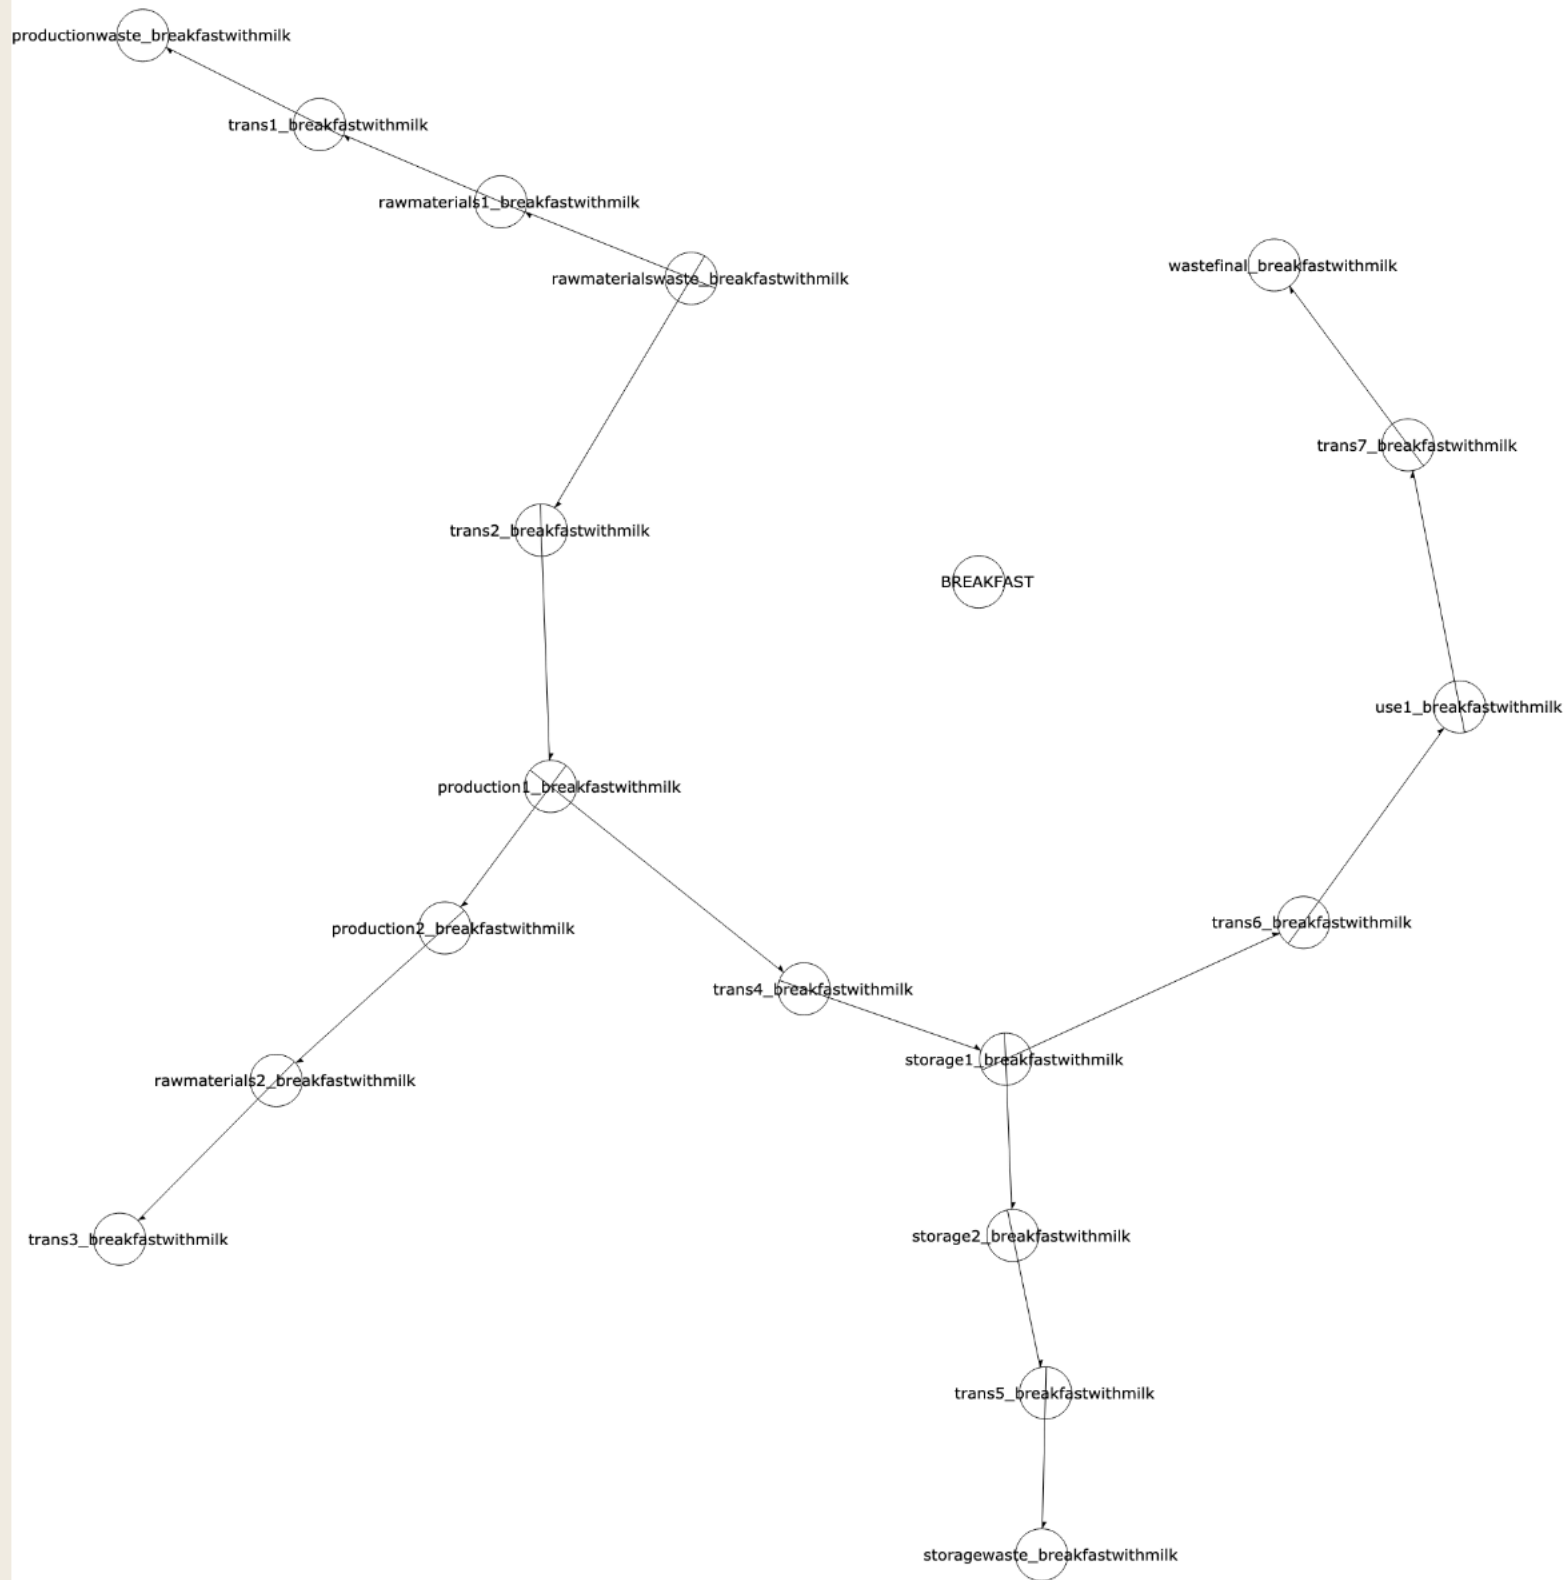 productionwaste_breakfastwithmilk
trans1_breakfastwithmilk
rawmaterials1_breakfastwithmilk
wastefinal_breakfastwithmilk
rawmaterialswaste_breakfastwithmilk
trans7_breakfastwithmilk
trans2_breakfastwithmilk
BREAKFAST
use1_breakfastwithmilk
production1_breakfastwithmilk
trans6_breakfastwithmilk
production2_breakfastwithmilk
trans4_breakfastwithmilk
storage1_breakfastwithmilk
rawmaterials2_breakfastwithmilk
storage2_breakfastwithmilk
trans3_breakfastwithmilk
trans5_breakfastwithmilk
storagewaste_breakfastwithmilk